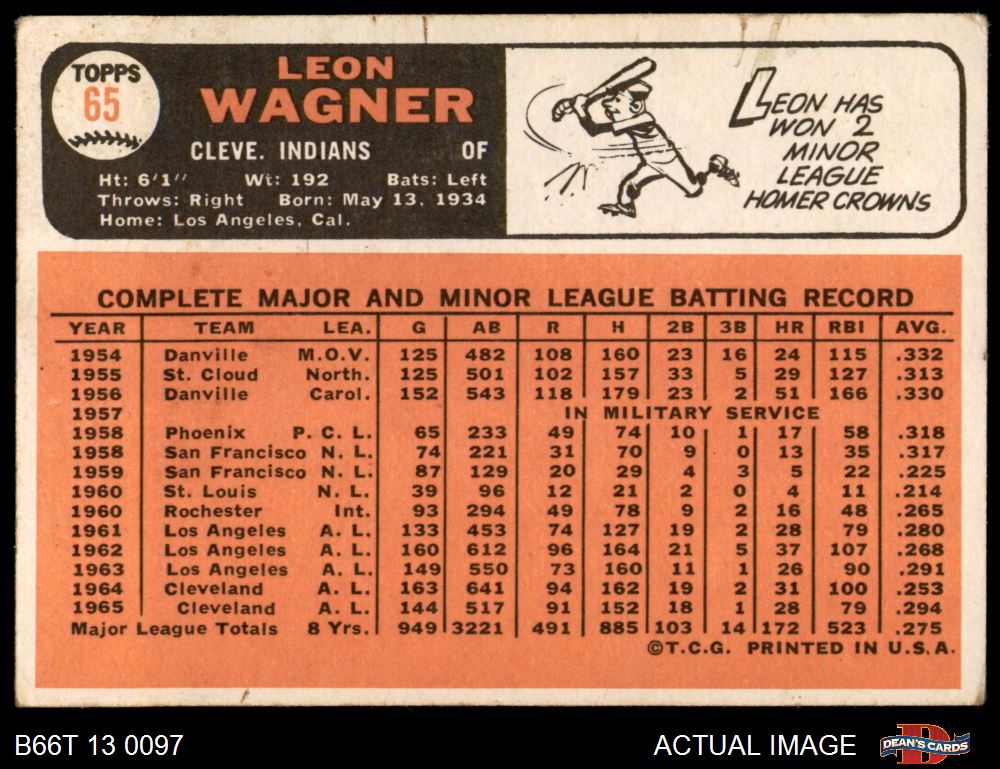 TOPPS
65
LEON
WAGNER
CLEVE. INDIANS OF
Ht: 6'1" Wt: 192 Bats: Left
Throws: Right Born: May 13, 1934
Home: Los Angeles, Cal.
LEON HAS
WON 2
MINOR
LEAGUE
HOMER CROWNS
COMPLETE MAJOR AND MINOR LEAGUE BATTING RECORD
YEAR TEAM LEA. G AB R H 2B 3B HR RBI AVG.
1954 Danville M.O.V. 125 482 108 160 23 16 24 115 .332
1955 St. Cloud North. 125 501 102 157 33 5 29 127 .313
1956 Danville Carol. 152 543 118 179 23 2 51 166 .330
1957 IN MILITARY SERVICE
1958 Phoenix P. C. L. 65 233 49 74 10 1 17 58 .318
1958 San Francisco N. L. 74 221 31 70 9 0 13 35 .317
1959 San Francisco N. L. 87 129 20 29 4 3 5 22 .225
1960 St. Louis N. L. 39 96 12 21 2 0 4 11 .214
1960 Rochester Int. 93 294 49 78 9 2 16 48 .265
1961 Los Angeles A. L. 133 453 74 127 19 2 28 79 .280
1962 Los Angeles A. L. 160 612 96 164 21 5 37 107 .268
1963 Los Angeles A. L. 149 550 73 160 11 1 26 90 .291
1964 Cleveland A. L. 163 641 94 162 19 2 31 100 .253
1965 Cleveland A. L. 144 517 91 152 18 1 28 79 .294
Major League Totals 8 Yrs. 949 3221 491 885 103 14 172 523 .275
©T.C.G. PRINTED IN U.S.A.
B66T 13 0097
ACTUAL IMAGE
DEAN'S CARDS